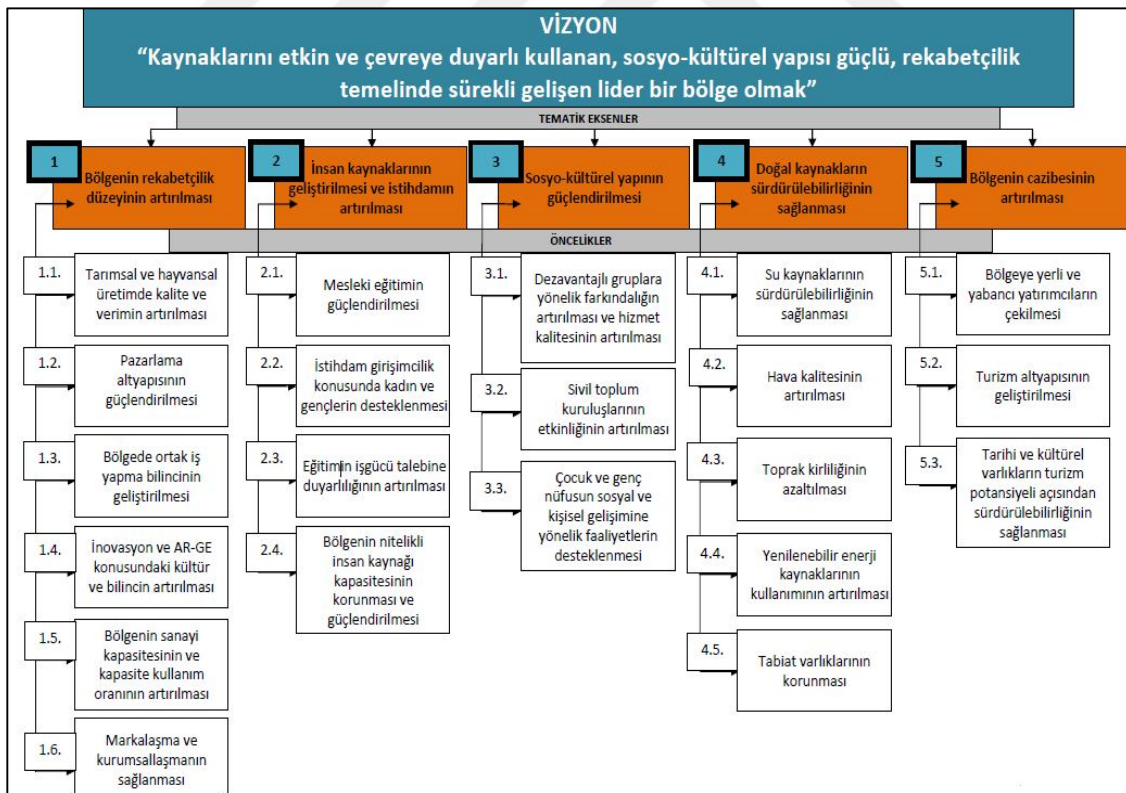 VİZYON
“Kaynaklarını etkin ve çevreye duyarlı kullanan, sosyo-kültürel yapısı güçlü, rekabetçilik
temelinde sürekli gelişen lider bir bölge olmak”
TEMATİK EKSENLER
1
Bölgenin rekabetçilik
düzeyinin artırılması
2
İnsan kaynaklarının
geliştirilmesi ve istihdamın
artırılması
3
Sosyo-kültürel yapının
güçlendirilmesi
4
Doğal kaynakların
sürdürülebilirliğinin
sağlanması
5
Bölgenin cazibesinin
artırılması
ÖNCELİKLER
1.1.
Tarımsal ve hayvansal
üretimde kalite ve
verimin artırılması
1.2.
Pazarlama
altyapısının
güçlendirilmesi
1.3.
Bölgede ortak iş
yapma bilincinin
geliştirilmesi
1.4.
İnovasyon ve AR-GE
konusundaki kültür
ve bilincin artırılması
1.5.
Bölgenin sanayi
kapasitesinin ve
kapasite kullanım
oranının artırılması
1.6.
Markalaşma ve
kurumsallaşmanın
sağlanması
2.1.
Mesleki eğitimin
güçlendirilmesi
2.2.
İstihdam girişimcilik
konusunda kadın ve
gençlerin desteklenmesi
2.3.
Eğitimin işgücü talebine
duyarlılığının artırılması
2.4.
Bölgenin nitelikli
insan kaynağı
kapasitesinin
korunması ve
güçlendirilmesi
3.1.
Dezavantajlı gruplara
yönelik farkındalığın
artırılması ve hizmet
kalitesinin artırılması
3.2.
Sivil toplum
kuruluşlarının
etkinliğinin artırılması
3.3.
Çocuk ve genç
nüfusun sosyal ve
kişisel gelişimine
yönelik faaliyetlerin
desteklenmesi
4.1.
Su kaynaklarının
sürdürülebilirliğinin
sağlanması
4.2.
Hava kalitesinin
artırılması
4.3.
Toprak kirliliğinin
azaltılması
4.4.
Yenilenebilir enerji
kaynaklarının
kullanımının artırılması
4.5.
Tabiat varlıklarının
korunması
5.1.
Bölgeye yerli ve
yabancı yatırımcıların
çekilmesi
5.2.
Turizm altyapısının
geliştirilmesi
5.3.
Tarihi ve kültürel
varlıkların turizm
potansiyeli açısından
sürdürülebilirliğinin
sağlanması